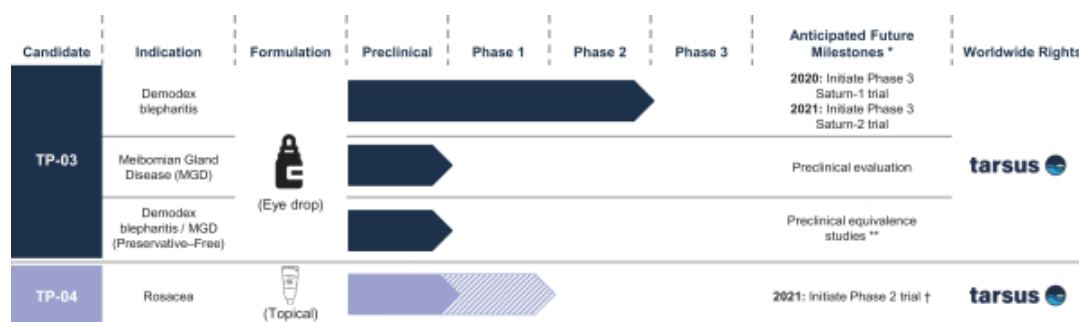 Candidate
Indication
Formulation
Preclinical
Phase 1
Phase 2
Phase 3
Anticipated Future
Milestones *
Worldwide Rights
TP-03
Demodex
blepharitis
2020: Initiate Phase 3
Saturn-1 trial
2021: Initiate Phase 3
Saturn-2 trial
Meibomian Gland
Disease (MGD)
(Eye drop)
Preclinical evaluation
tarsus
Demodex
blepharitis / MGD
(Preservative–Free)
Preclinical equivalence
studies **
TP-04
Rosacea
(Topical)
2021: Initiate Phase 2 trial †
tarsus